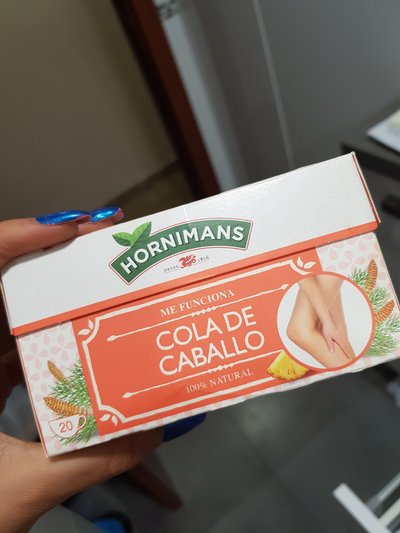 HORNIMANS
DESDE 1826
ME FUNCIONA
COLA DE
CABALLO
100% NATURAL
20